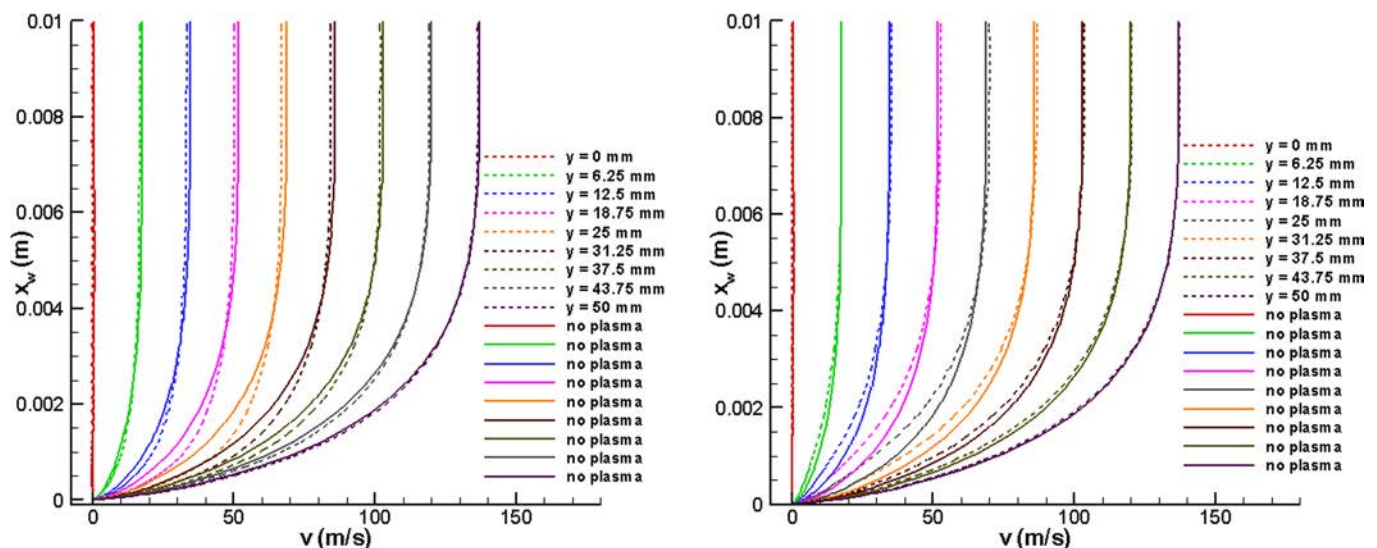 0.01
0.008
0.006
0.004
0.002
0
x_w (m)
0 50 100 150
v (m/s)
y = 0 mm
y = 6.25 mm
y = 12.5 mm
y = 18.75 mm
y = 25 mm
y = 31.25 mm
y = 37.5 mm
y = 43.75 mm
y = 50 mm
no plasma
no plasma
no plasma
no plasma
no plasma
no plasma
no plasma
no plasma
no plasma
0.01
0.008
0.006
0.004
0.002
0
x_w (m)
0 50 100 150
v (m/s)
y = 0 mm
y = 6.25 mm
y = 12.5 mm
y = 18.75 mm
y = 25 mm
y = 31.25 mm
y = 37.5 mm
y = 43.75 mm
y = 50 mm
no plasma
no plasma
no plasma
no plasma
no plasma
no plasma
no plasma
no plasma
no plasma